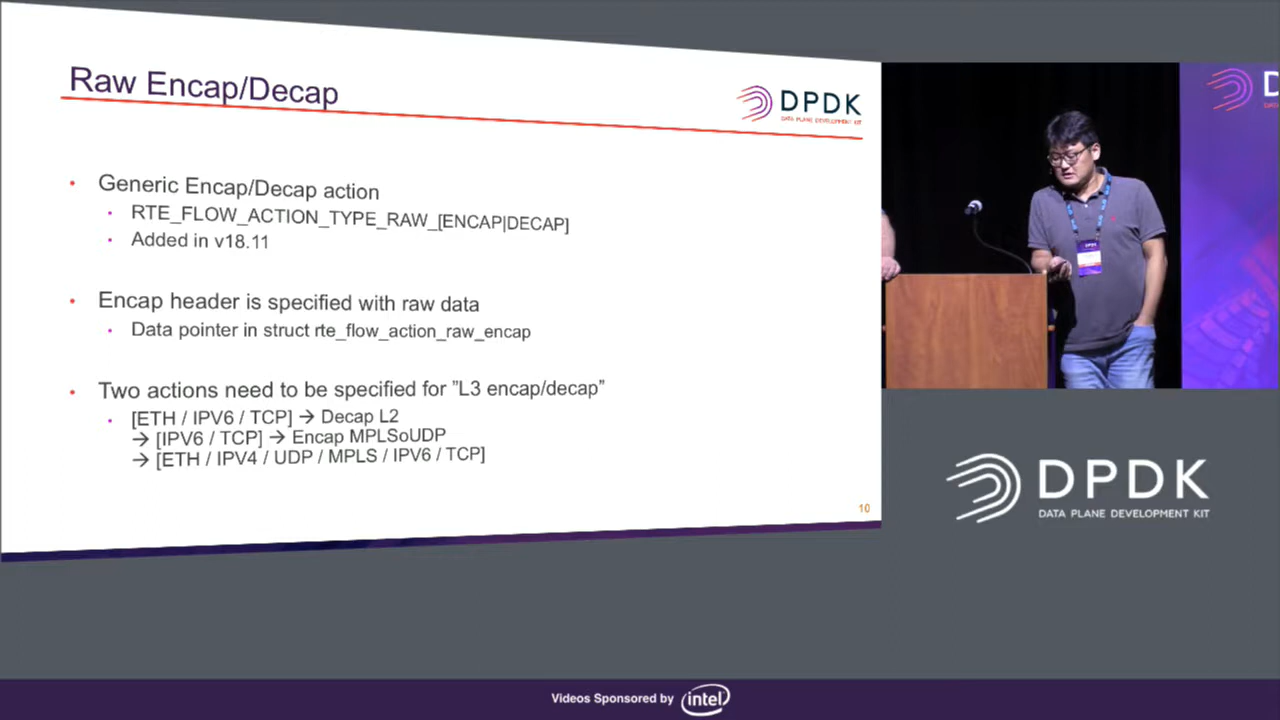 Raw Encap/Decap
DPDK
DATA PLANE DEVELOPMENT KIT
• Generic Encap/Decap action
• RTE_FLOW_ACTION_TYPE_RAW_[ENCAP|DECAP]
• Added in v18.11
• Encap header is specified with raw data
• Data pointer in struct rte_flow_action_raw_encap
• Two actions need to be specified for ”L3 encap/decap”
• [ETH / IPV6 / TCP] → Decap L2
→ [IPV6 / TCP] → Encap MPLSoUDP
→ [ETH / IPV4 / UDP / MPLS / IPV6 / TCP]
10
DPDK
D
DPDK
DATA PLANE DEVELOPMENT KIT
Videos Sponsored by intel